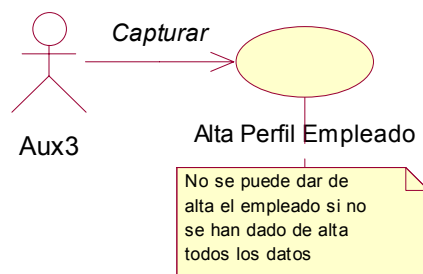 Capturar
Aux3
Alta Perfil Empleado
No se puede dar de
alta el empleado si no
se han dado de alta
todos los datos